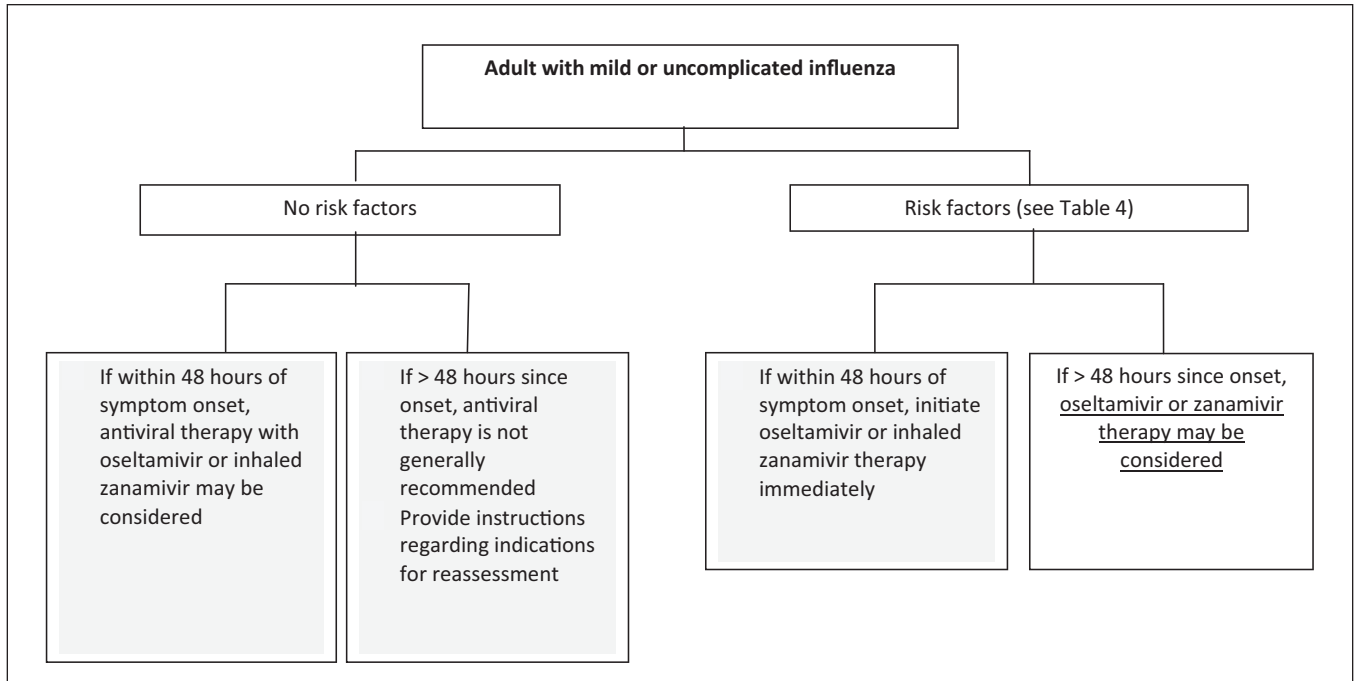 Adult with mild or uncomplicated influenza
No risk factors
Risk factors (see Table 4)
If within 48 hours of
symptom onset,
antiviral therapy with
oseltamivir or inhaled
zanamivir may be
considered
If > 48 hours since
onset, antiviral
therapy is not
generally
recommended
Provide instructions
regarding indications
for reassessment
If within 48 hours of
symptom onset, initiate
oseltamivir or inhaled
zanamivir therapy
immediately
If > 48 hours since onset,
oseltamivir or zanamivir
therapy may be
considered